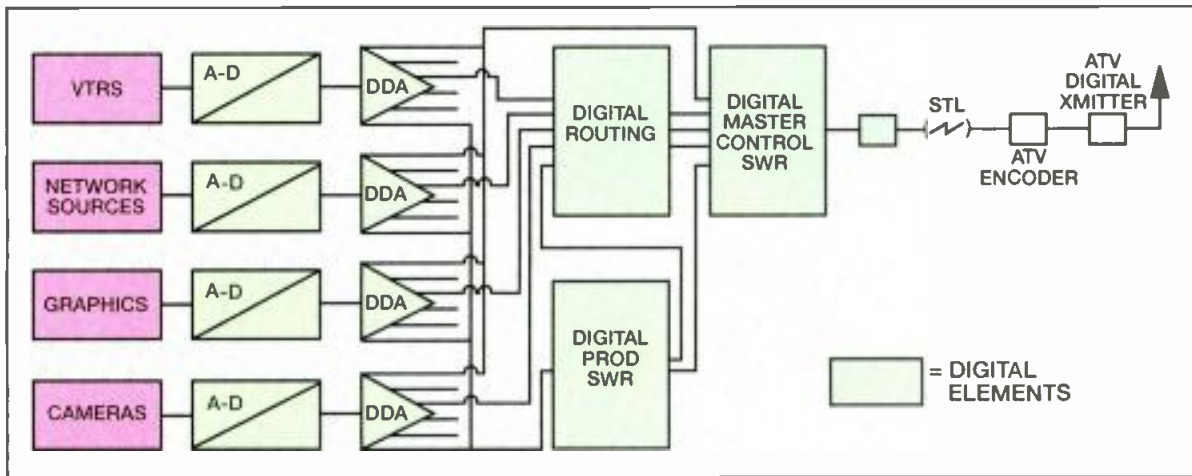 VTRS
A-D
DDA
NETWORK
SOURCES
A-D
DDA
GRAPHICS
A-D
DDA
CAMERAS
A-D
DDA
DIGITAL
ROUTING
DIGITAL
MASTER
CONTROL
SWR
DIGITAL
PROD
SWR
STL
ATV
ENCODER
ATV
DIGITAL
XMITTER
= DIGITAL
ELEMENTS